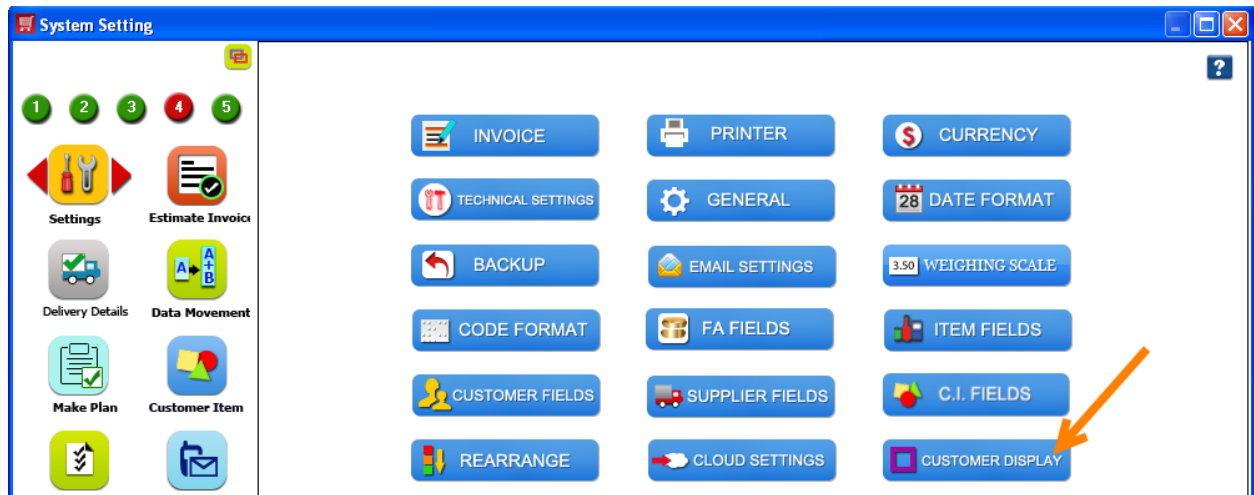 System Setting
?
1 2 3 4 5
Settings
Estimate Invoice
Delivery Details
A A+B
Data Movement
Make Plan
Customer Item
INVOICE
PRINTER
CURRENCY
TECHNICAL SETTINGS
GENERAL
28 DATE FORMAT
BACKUP
EMAIL SETTINGS
3.50 WEIGHING SCALE
CODE FORMAT
FA FIELDS
ITEM FIELDS
CUSTOMER FIELDS
SUPPLIER FIELDS
C.I. FIELDS
REARRANGE
CLOUD SETTINGS
CUSTOMER DISPLAY